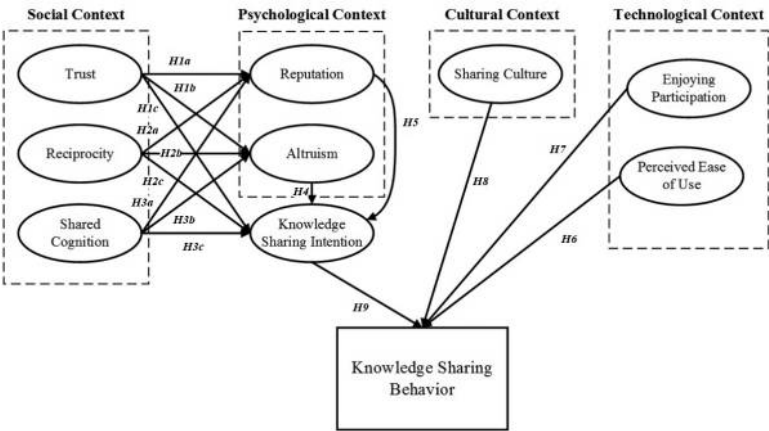 Social Context
Psychological Context
Cultural Context
Technological Context
Trust
Reciprocity
Shared
Cognition
H1a
H1b
H1c
H2a
H2b
H2c
H3a
H3b
H3c
Reputation
Altruism
H4
H5
Knowledge
Sharing Intention
Sharing Culture
Enjoying
Participation
Perceived Ease
of Use
H7
H8
H6
H9
Knowledge Sharing
Behavior